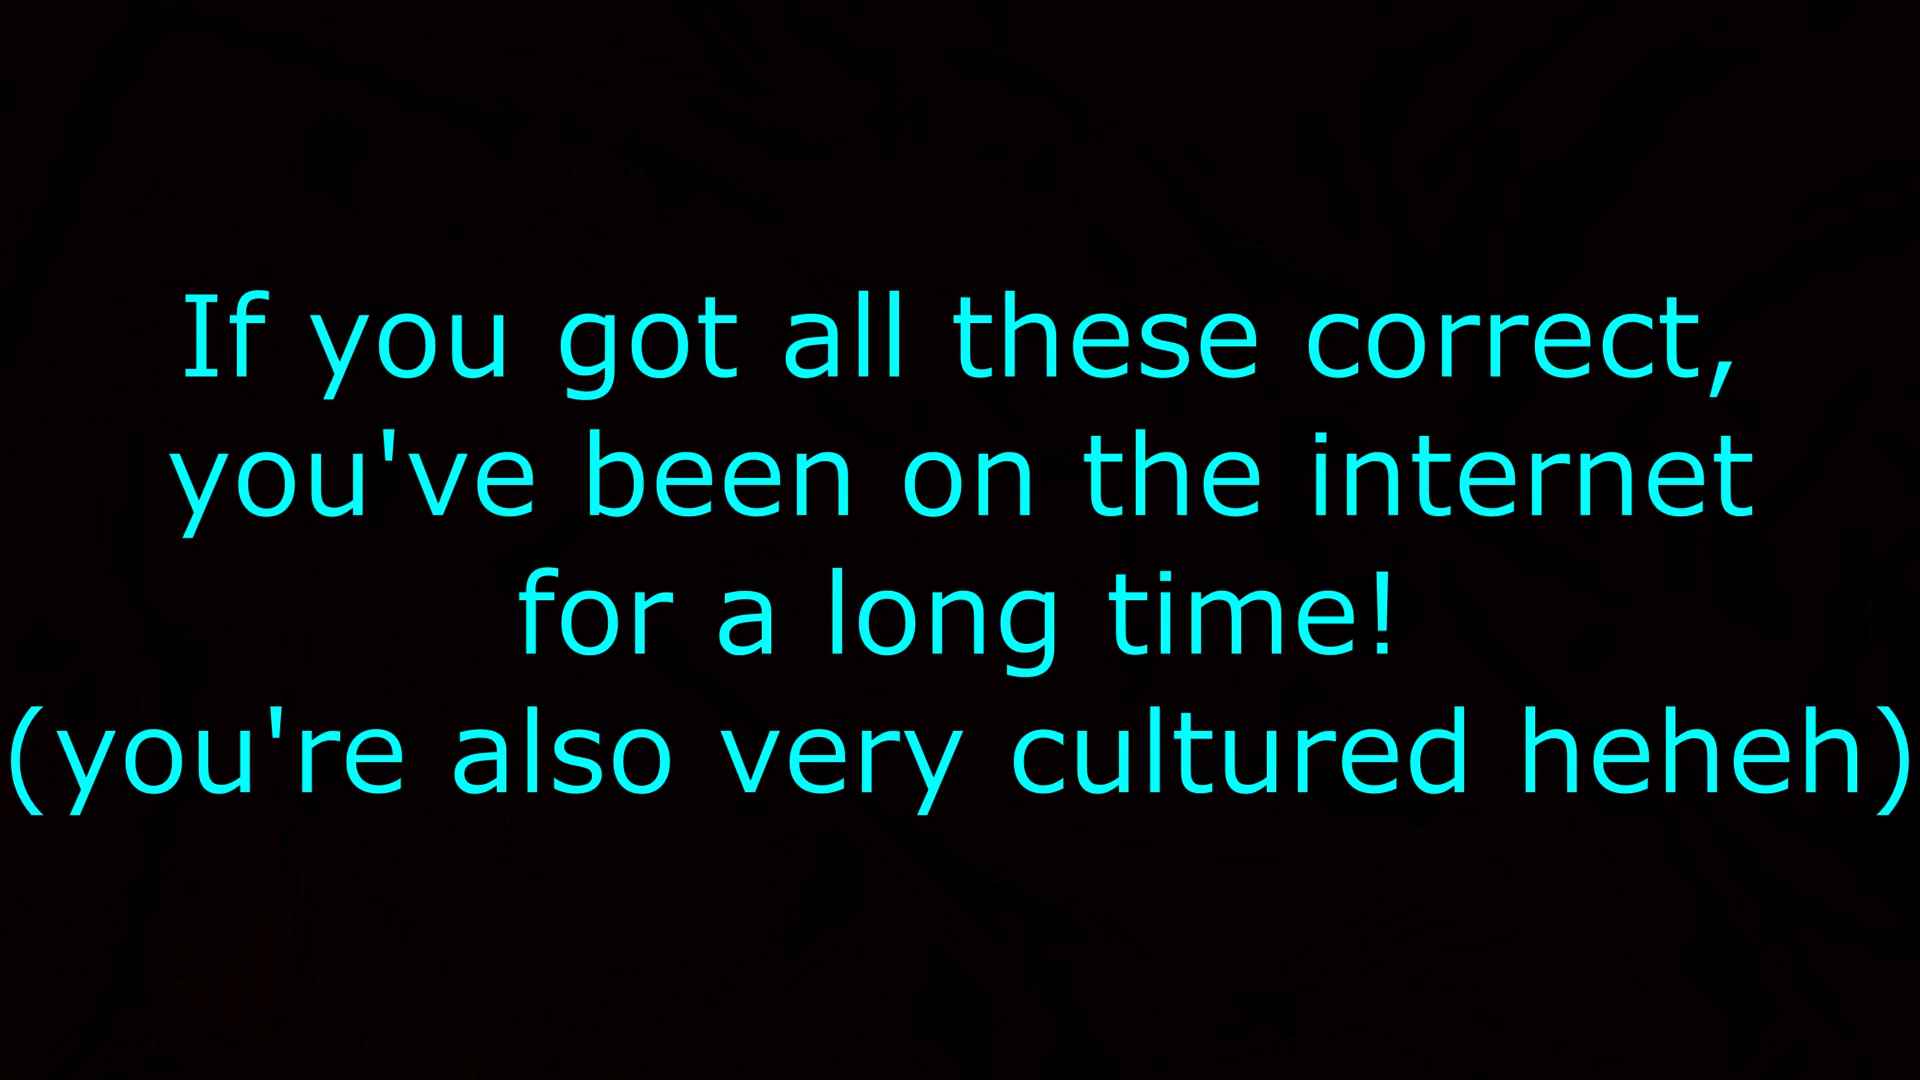 If you got all these correct,
you've been on the internet
for a long time!
(you're also very cultured heheh)